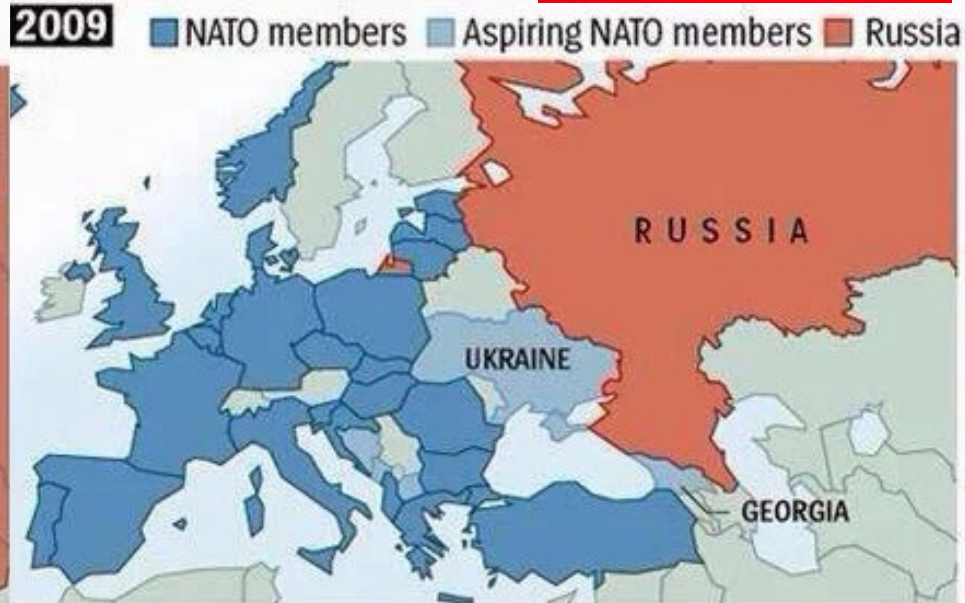 2009 NATO members Aspiring NATO members Russia
RUSSIA
UKRAINE
GEORGIA